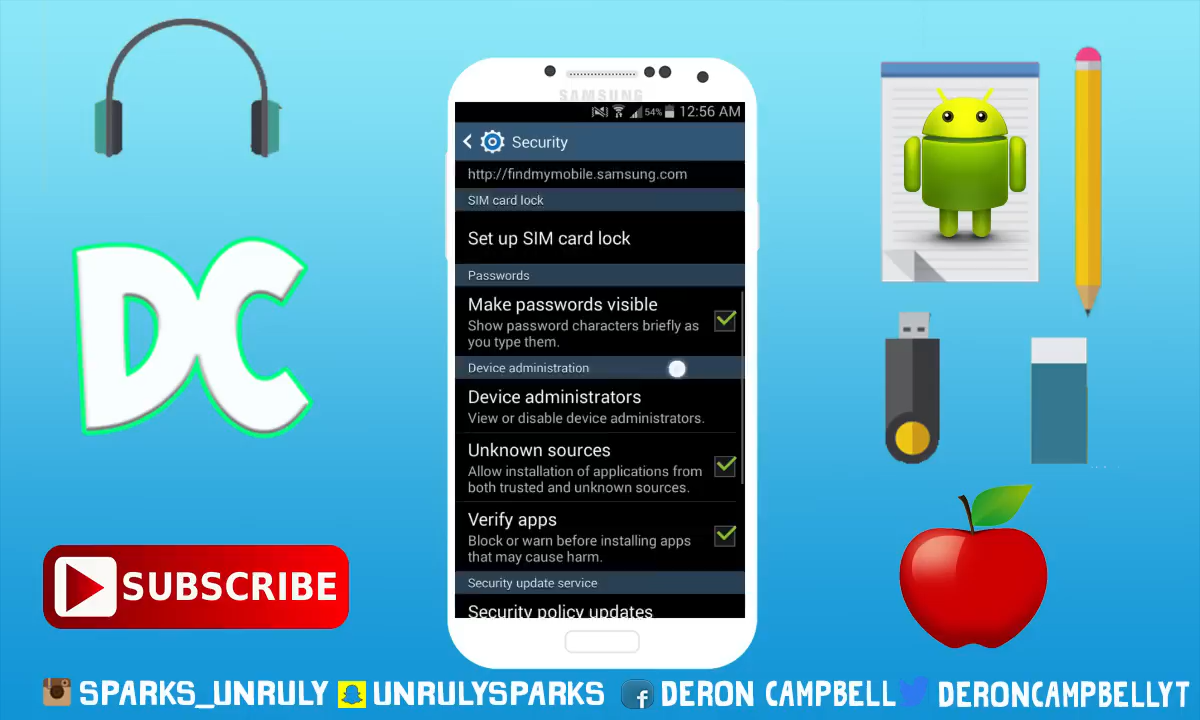 SAMSUNG
54% 12:56 AM
Security
http://findmymobile.samsung.com
SIM card lock
Set up SIM card lock
Passwords
Make passwords visible
Show password characters briefly as
you type them.
Device administration
Device administrators
View or disable device administrators.
Unknown sources
Allow installation of applications from
both trusted and unknown sources.
Verify apps
Block or warn before installing apps
that may cause harm.
Security update service
Security policy updates
DC
SUBSCRIBE
SPARKS_UNRULY UNRULYSPARKS f DERON CAMPBELL DERONCAMPBELLYT